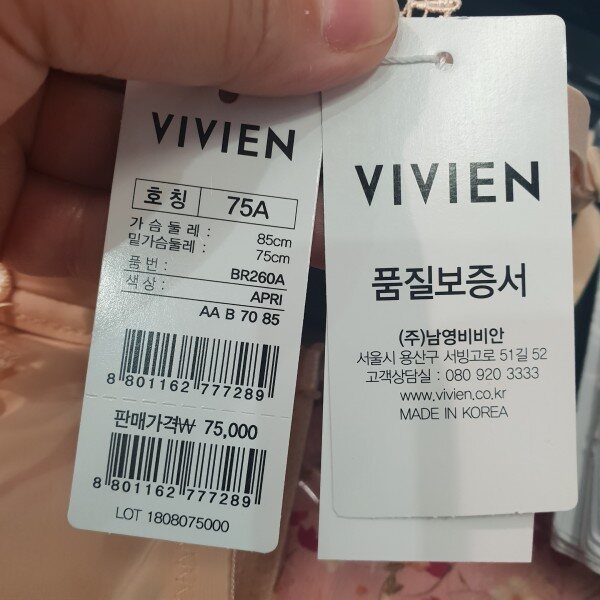 VIVIEN
호칭 75A
가슴둘레 : 85cm
밑가슴둘레 : 75cm
품번 : BR260A
색상 : APRI
AA B 70 85
8 801162 777289
판매가격₩ 75,000
8 801162 777289
LOT 1808075000
VIVIEN
품질보증서
(주)남영비비안
서울시 용산구 서빙고로 51길 52
고객상담실 : 080 920 3333
www.vivien.co.kr
MADE IN KOREA